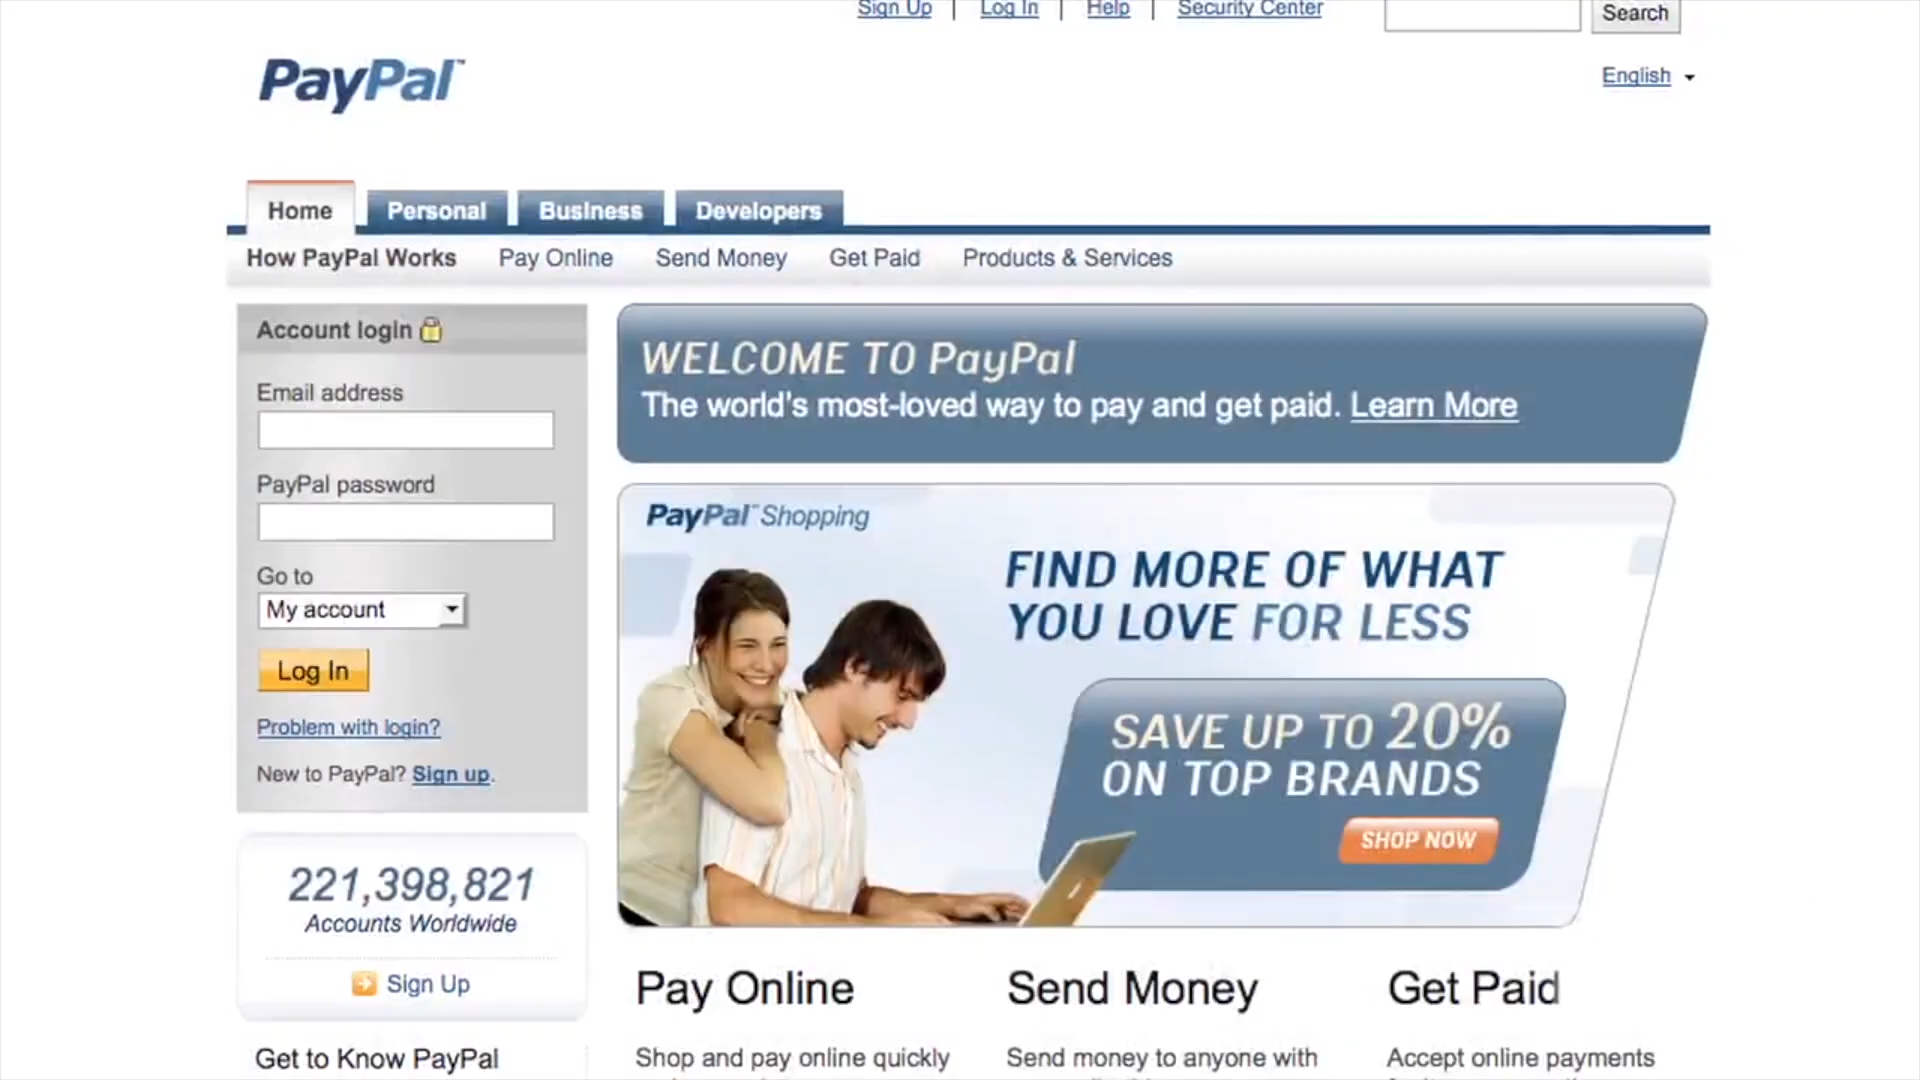 Sign Up | Log In | Help | Security Center Search
PayPal™
English
Home Personal Business Developers
How PayPal Works Pay Online Send Money Get Paid Products & Services
Account login
Email address
PayPal password
Go to
My account
Log In
Problem with login?
New to PayPal? Sign up.
221,398,821
Accounts Worldwide
Sign Up
Get to Know PayPal
WELCOME TO PayPal
The world's most-loved way to pay and get paid. Learn More
PayPal™ Shopping
FIND MORE OF WHAT
YOU LOVE FOR LESS
SAVE UP TO 20%
ON TOP BRANDS
SHOP NOW
Pay Online
Shop and pay online quickly
Send Money
Send money to anyone with
Get Paid
Accept online payments